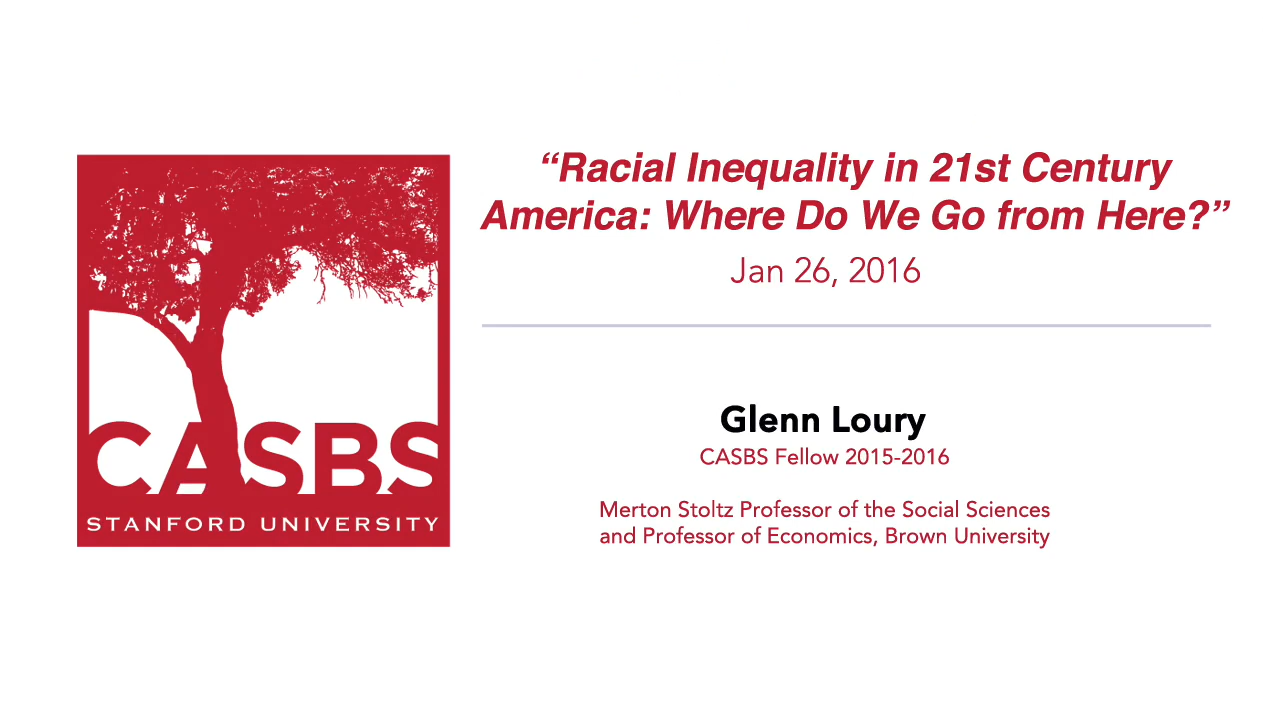 “Racial Inequality in 21st Century
America: Where Do We Go from Here?”
Jan 26, 2016
Glenn Loury
CASBS Fellow 2015-2016
Merton Stoltz Professor of the Social Sciences
and Professor of Economics, Brown University
CASBS
STANFORD UNIVERSITY